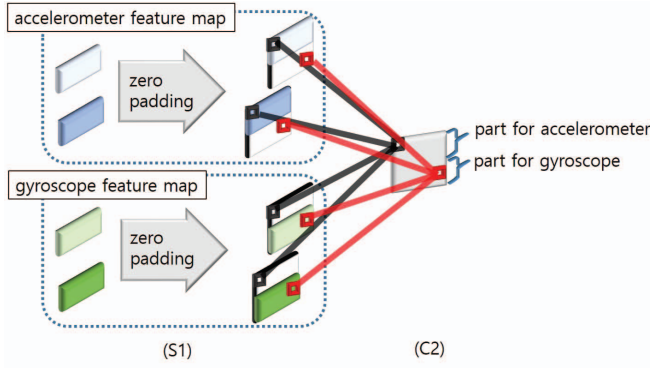 accelerometer feature map
zero
padding
part for accelerometer
part for gyroscope
gyroscope feature map
zero
padding
(S1)
(C2)